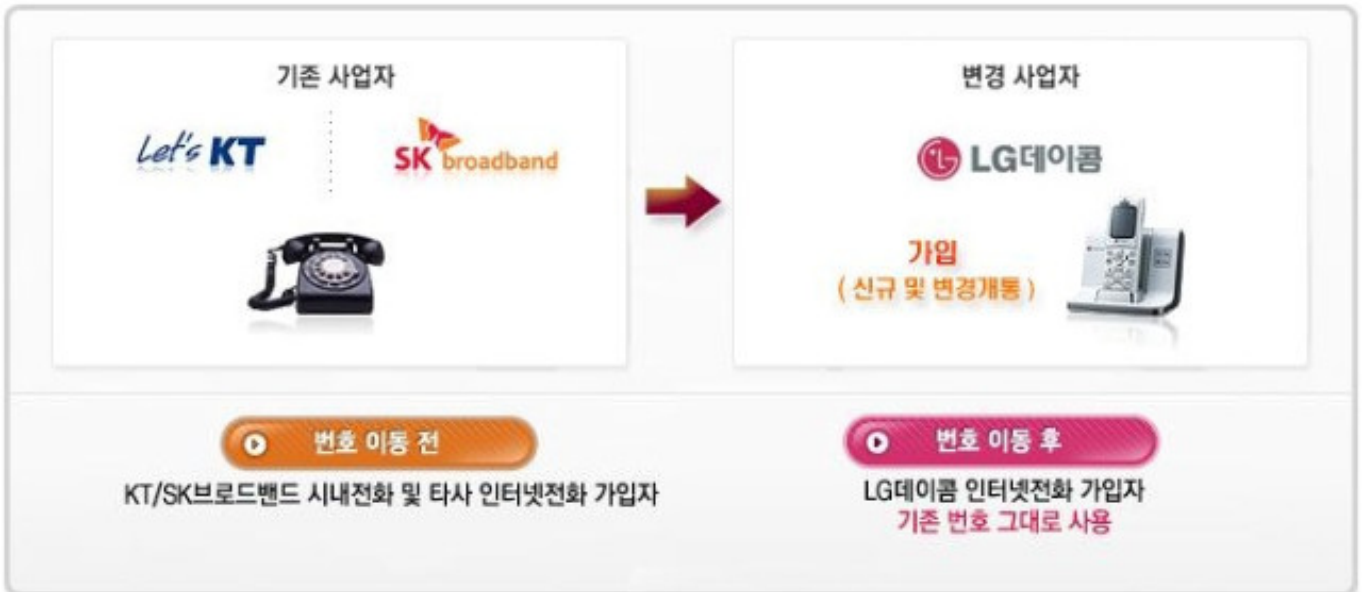 기존 사업자
Let's KT
SK broadband
변경 사업자
LG데이콤
가입
( 신규 및 변경개통 )
번호 이동 전
KT/SK브로드밴드 시내전화 및 타사 인터넷전화 가입자
번호 이동 후
LG데이콤 인터넷전화 가입자
기존 번호 그대로 사용